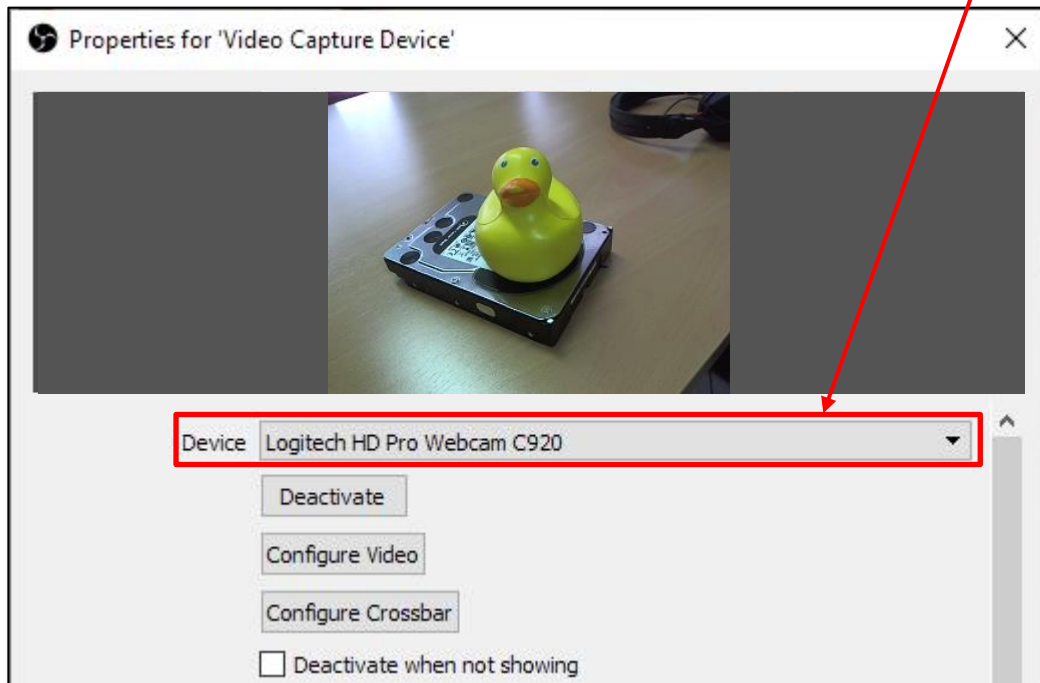 Properties for 'Video Capture Device'
Device Logitech HD Pro Webcam C920
Deactivate
Configure Video
Configure Crossbar
Deactivate when not showing